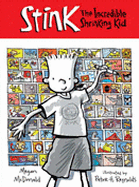 STINK
The Incredible
Shrinking Kid
Megan
McDonald
illustrated by
Peter H. Reynolds